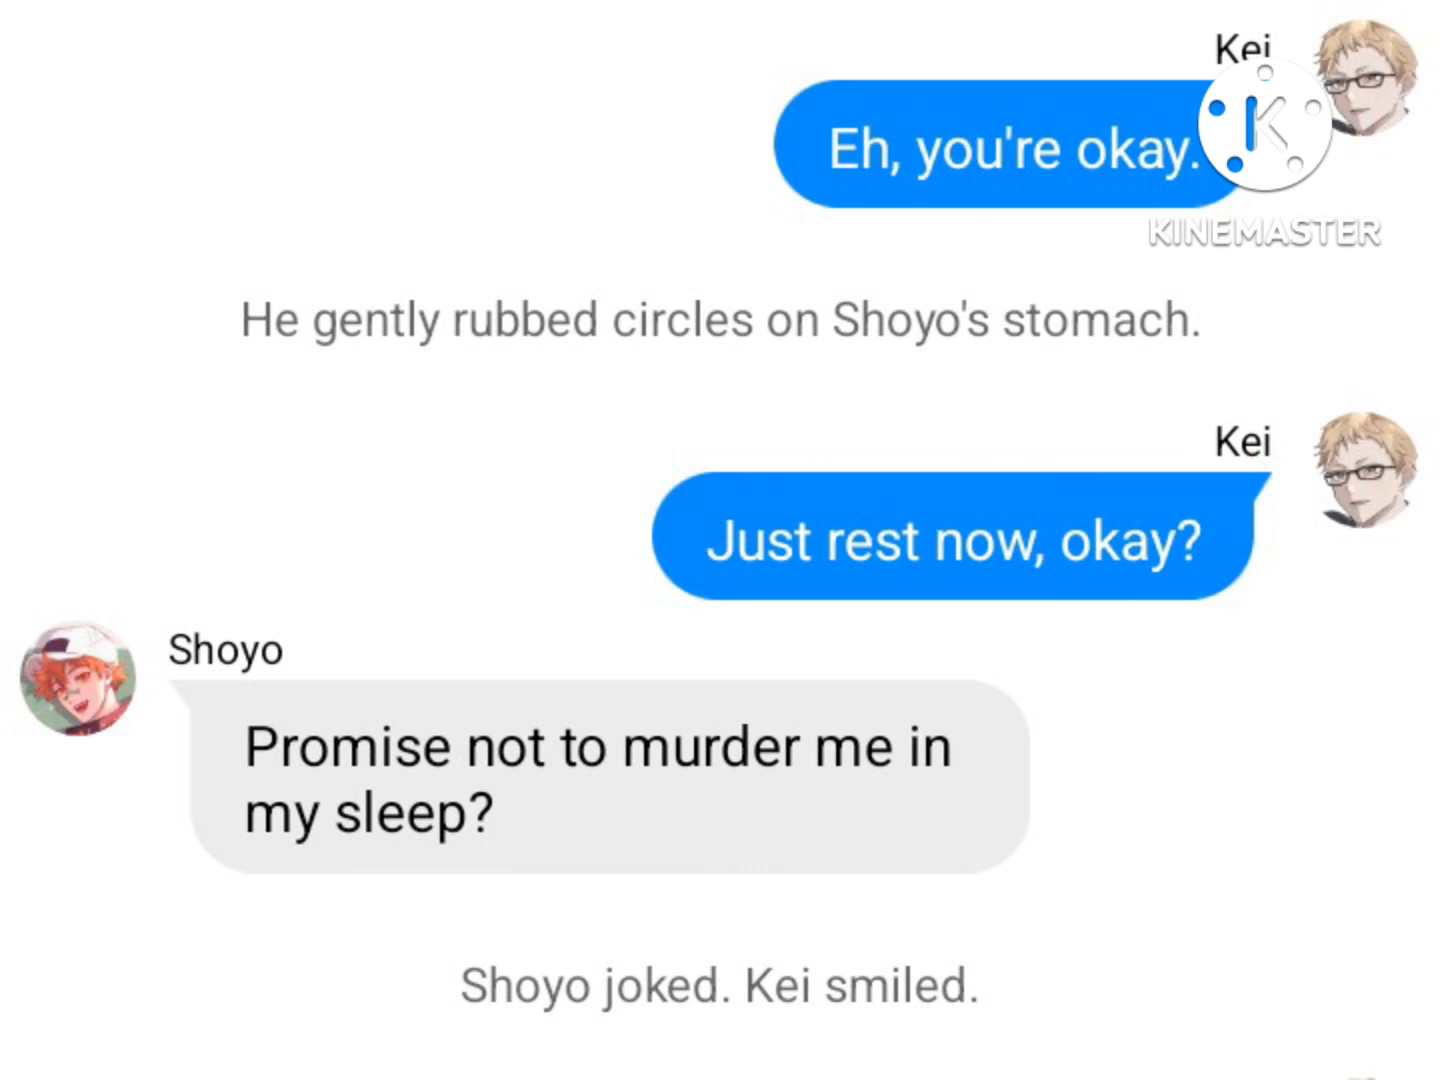 Kei
Eh, you're okay.
K
KINEMASTER
He gently rubbed circles on Shoyo's stomach.
Kei
Just rest now, okay?
Shoyo
Promise not to murder me in
my sleep?
Shoyo joked. Kei smiled.